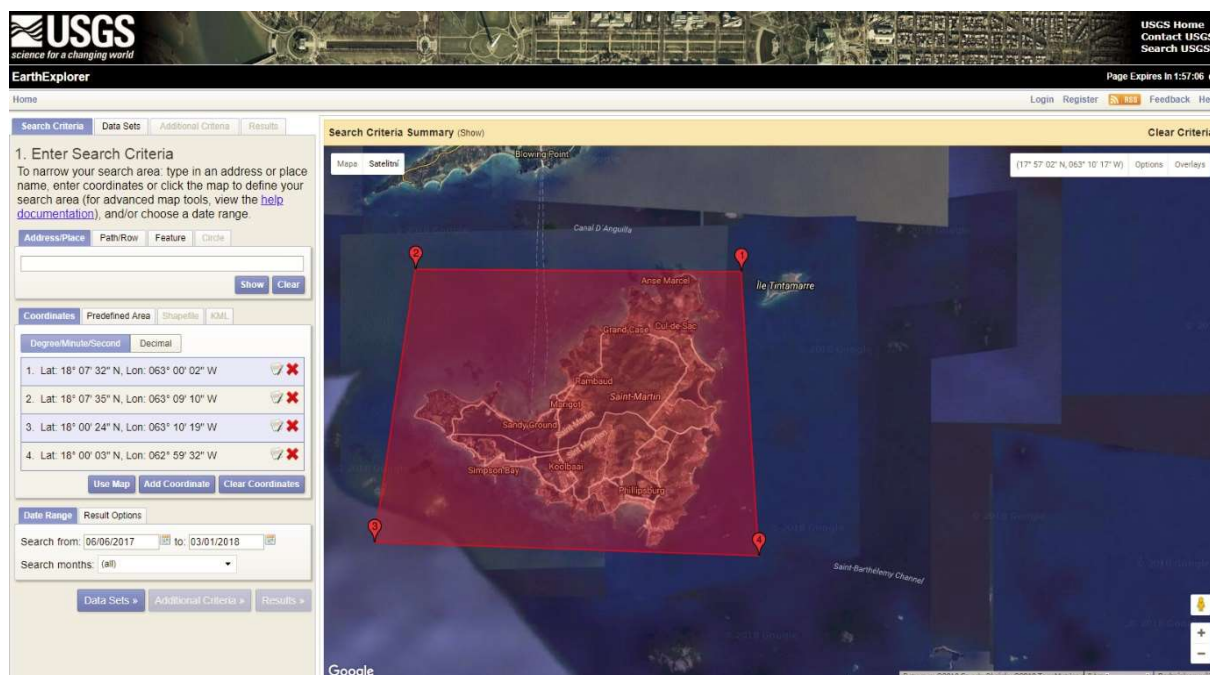 USGS
science for a changing world
USGS Home
Contact USGS
Search USGS
EarthExplorer
Page Expires In 1:57:06
Home
Login Register RSS Feedback He
Search Criteria Data Sets Additional Criteria Results
1. Enter Search Criteria
To narrow your search area: type in an address or place
name, enter coordinates or click the map to define your
search area (for advanced map tools, view the help
documentation), and/or choose a date range.
Address/Place Path/Row Feature Circle
Show Clear
Coordinates Predefined Area Shapefile KML
Degree/Minute/Second Decimal
1. Lat: 18° 07' 32" N, Lon: 063° 00' 02" W
2. Lat: 18° 07' 35" N, Lon: 063° 09' 10" W
3. Lat: 18° 00' 24" N, Lon: 063° 10' 19" W
4. Lat: 18° 00' 03" N, Lon: 062° 59' 32" W
Use Map Add Coordinate Clear Coordinates
Date Range Result Options
Search from: 06/06/2017 to: 03/01/2018
Search months: (all)
Data Sets » Additional Criteria » Results »
Search Criteria Summary (Show)
Clear Criteria
Mapa Satelitní
(17° 57' 02" N, 063° 10' 17" W) Options Overlays
Blowing Point
Canal D'Anguilla
2
1
Anse Marcel
Île Tintamarre
Grand Case
Cul-de-Sac
Rambaud
Saint-Martin
Marigot
Sandy Ground
Simpson Bay
Koolbaai
Phillipsburg
3
4
Saint-Barthélemy Channel
Google